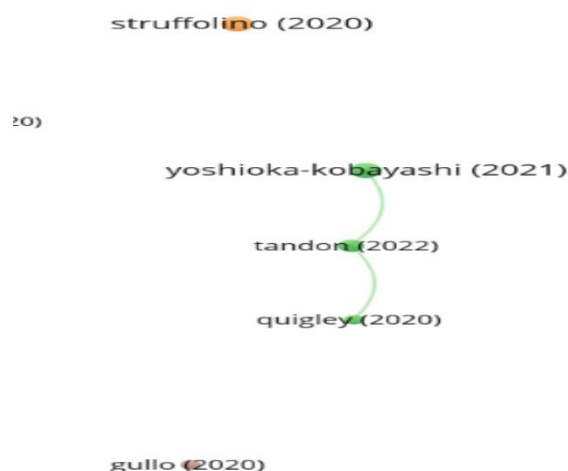 struffolino (2020)
20)
yoshioka-kobayashi (2021)
tandon (2022)
quigley (2020)
gullo (2020)